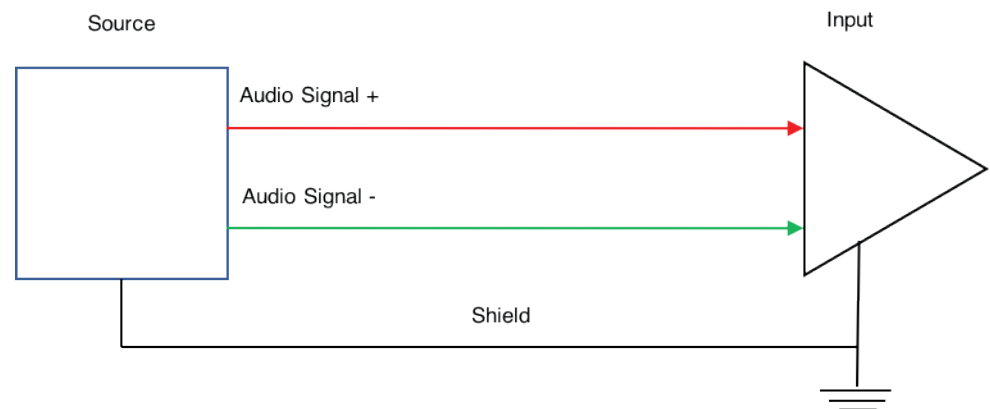 Source
Input
Audio Signal +
Audio Signal -
Shield